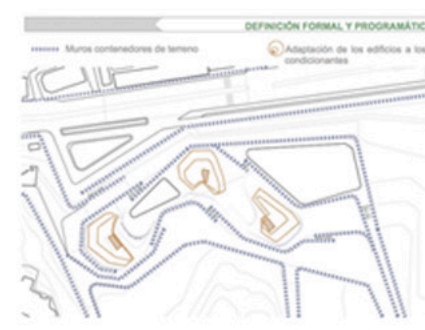 DEFINICIÓN FORMAL Y PROGRAMÁTIC
Muros contenedores de terreno
Adaptación de los edificios a los
condicionantes